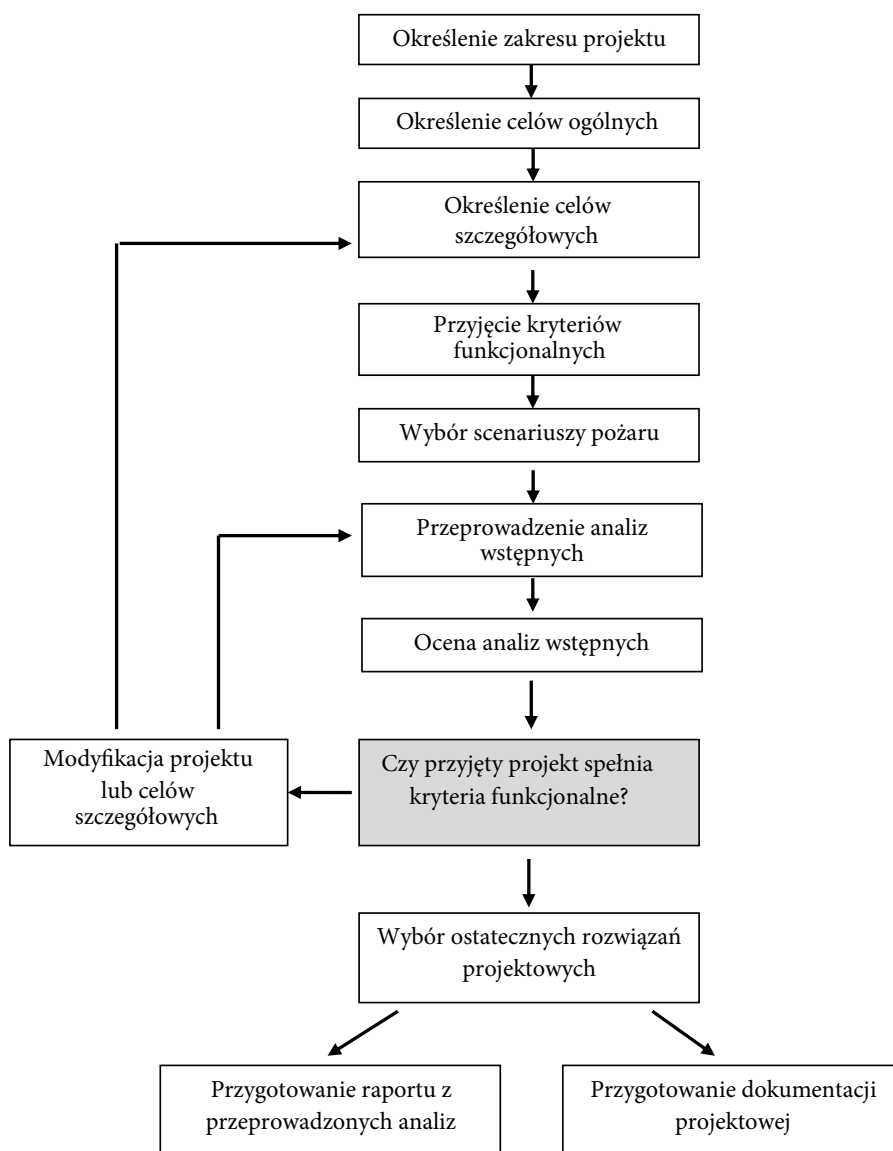 Określenie zakresu projektu
Określenie celów ogólnych
Określenie celów
szczegółowych
Przyjęcie kryteriów
funkcjonalnych
Wybór scenariuszy pożaru
Przeprowadzenie analiz
wstępnych
Ocena analiz wstępnych
Modyfikacja projektu
lub celów
szczegółowych
Czy przyjęty projekt spełnia
kryteria funkcjonalne?
Wybór ostatecznych rozwiązań
projektowych
Przygotowanie raportu z
przeprowadzonych analiz
Przygotowanie dokumentacji
projektowej